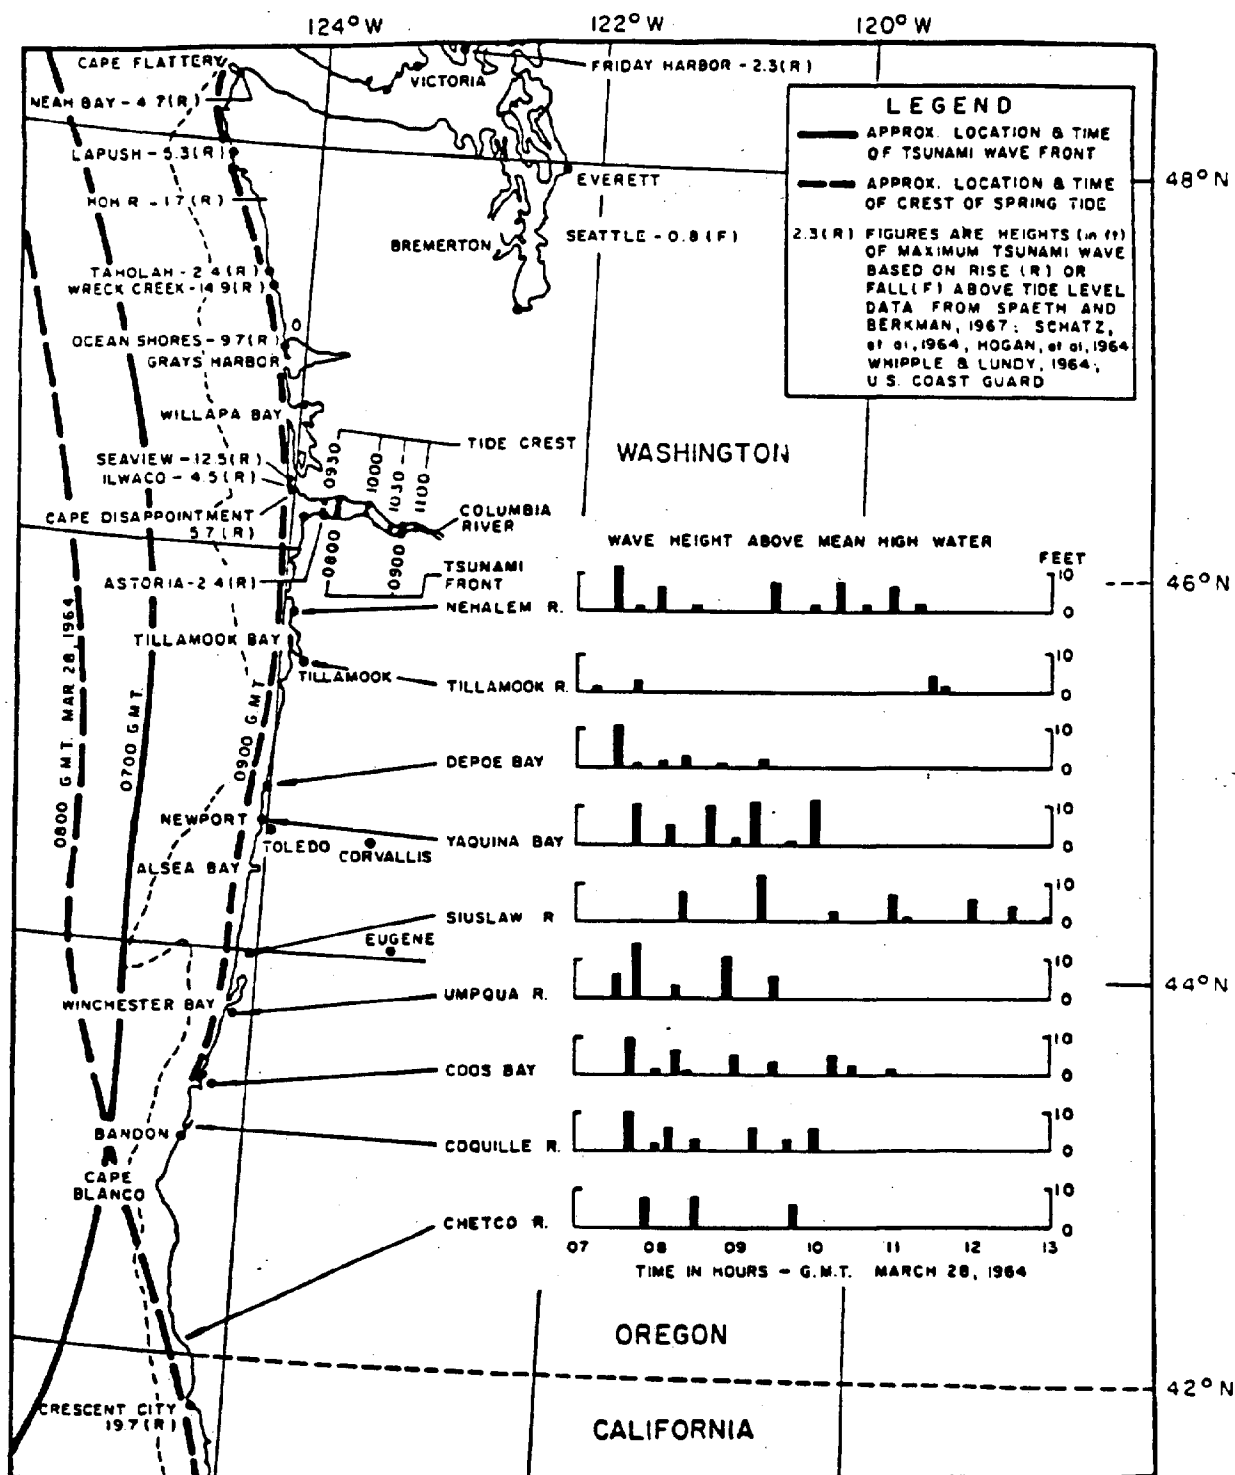 124° W
122° W
120° W
CAPE FLATTERY
VICTORIA
FRIDAY HARBOR - 2.3(R)
NEAH BAY - 4.7(R)
LAPUSH - 5.3(R)
HOH R. - 1.7(R)
EVERETT
BREMERTON
SEATTLE - 0.8(F)
TAHOLAH - 2.4(R)
WRECK CREEK - 14.9(R)
OCEAN SHORES - 9.7(R)
GRAYS HARBOR
WILLAPA BAY
SEAVIEW - 12.5(R)
ILWACO - 4.5(R)
CAPE DISAPPOINTMENT
5.7(R)
ASTORIA - 2.4(R)
LEGEND
APPROX. LOCATION & TIME
OF TSUNAMI WAVE FRONT
APPROX. LOCATION & TIME
OF CREST OF SPRING TIDE
2.3(R) FIGURES ARE HEIGHTS (in ft)
OF MAXIMUM TSUNAMI WAVE
BASED ON RISE (R) OR
FALL(F) ABOVE TIDE LEVEL
DATA FROM SPAETH AND
BERKMAN, 1967; SCHATZ,
et al, 1964, HOGAN, et al, 1964
WHIPPLE & LUNDY, 1964;
U.S. COAST GUARD
48° N
46° N
44° N
42° N
WASHINGTON
TIDE CREST
0930
1000
1030
1100
COLUMBIA
RIVER
0800
0900
TSUNAMI
FRONT
WAVE HEIGHT ABOVE MEAN HIGH WATER
FEET
NEHALEM R.
10
0
TILLAMOOK BAY
TILLAMOOK
TILLAMOOK R.
10
0
0800 G.M.T. MAR 28, 1964
0700 G.M.T.
0900 G.M.T.
DEPOE BAY
10
0
NEWPORT
TOLEDO
CORVALLIS
YAQUINA BAY
10
0
ALSEA BAY
SIUSLAW R
10
0
EUGENE
UMPQUA R.
10
0
WINCHESTER BAY
COOS BAY
10
0
BANDON
COQUILLE R.
10
0
CAPE
BLANCO
CHETCO R.
10
0
07 08 09 10 11 12 13
TIME IN HOURS - G.M.T. MARCH 28, 1964
OREGON
CRESCENT CITY
19.7(R)
CALIFORNIA